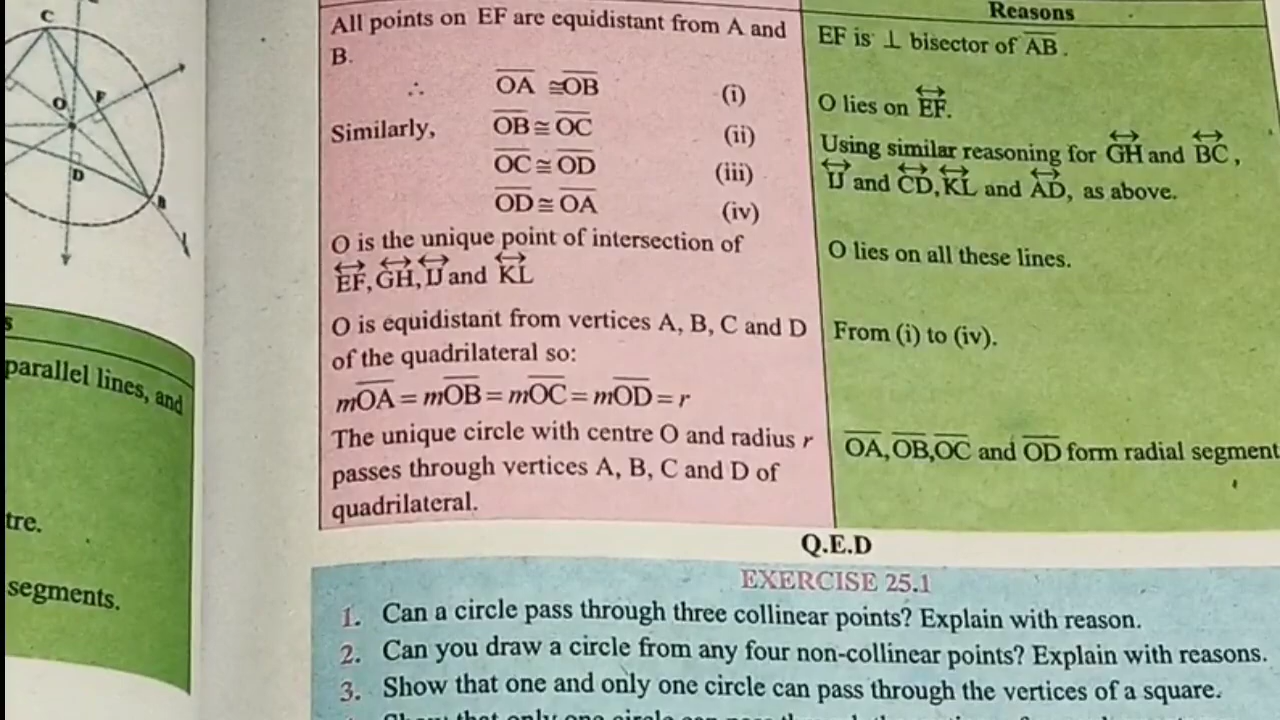 C
O
F
D
B
s
parallel lines, and
tre.
segments.
Reasons
All points on EF are equidistant from A and
B.
EF is ⊥ bisector of AB.
∴ OA ≅ OB (i)
O lies on EF.
Similarly, OB ≅ OC (ii)
OC ≅ OD (iii)
OD ≅ OA (iv)
Using similar reasoning for GH and BC,
IJ and CD, KL and AD, as above.
O is the unique point of intersection of
EF, GH, IJ and KL
O lies on all these lines.
O is equidistant from vertices A, B, C and D
of the quadrilateral so:
From (i) to (iv).
mOA = mOB = mOC = mOD = r
The unique circle with centre O and radius r
passes through vertices A, B, C and D of
quadrilateral.
OA, OB, OC and OD form radial segment
Q.E.D
EXERCISE 25.1
1. Can a circle pass through three collinear points? Explain with reason.
2. Can you draw a circle from any four non-collinear points? Explain with reasons.
3. Show that one and only one circle can pass through the vertices of a square.